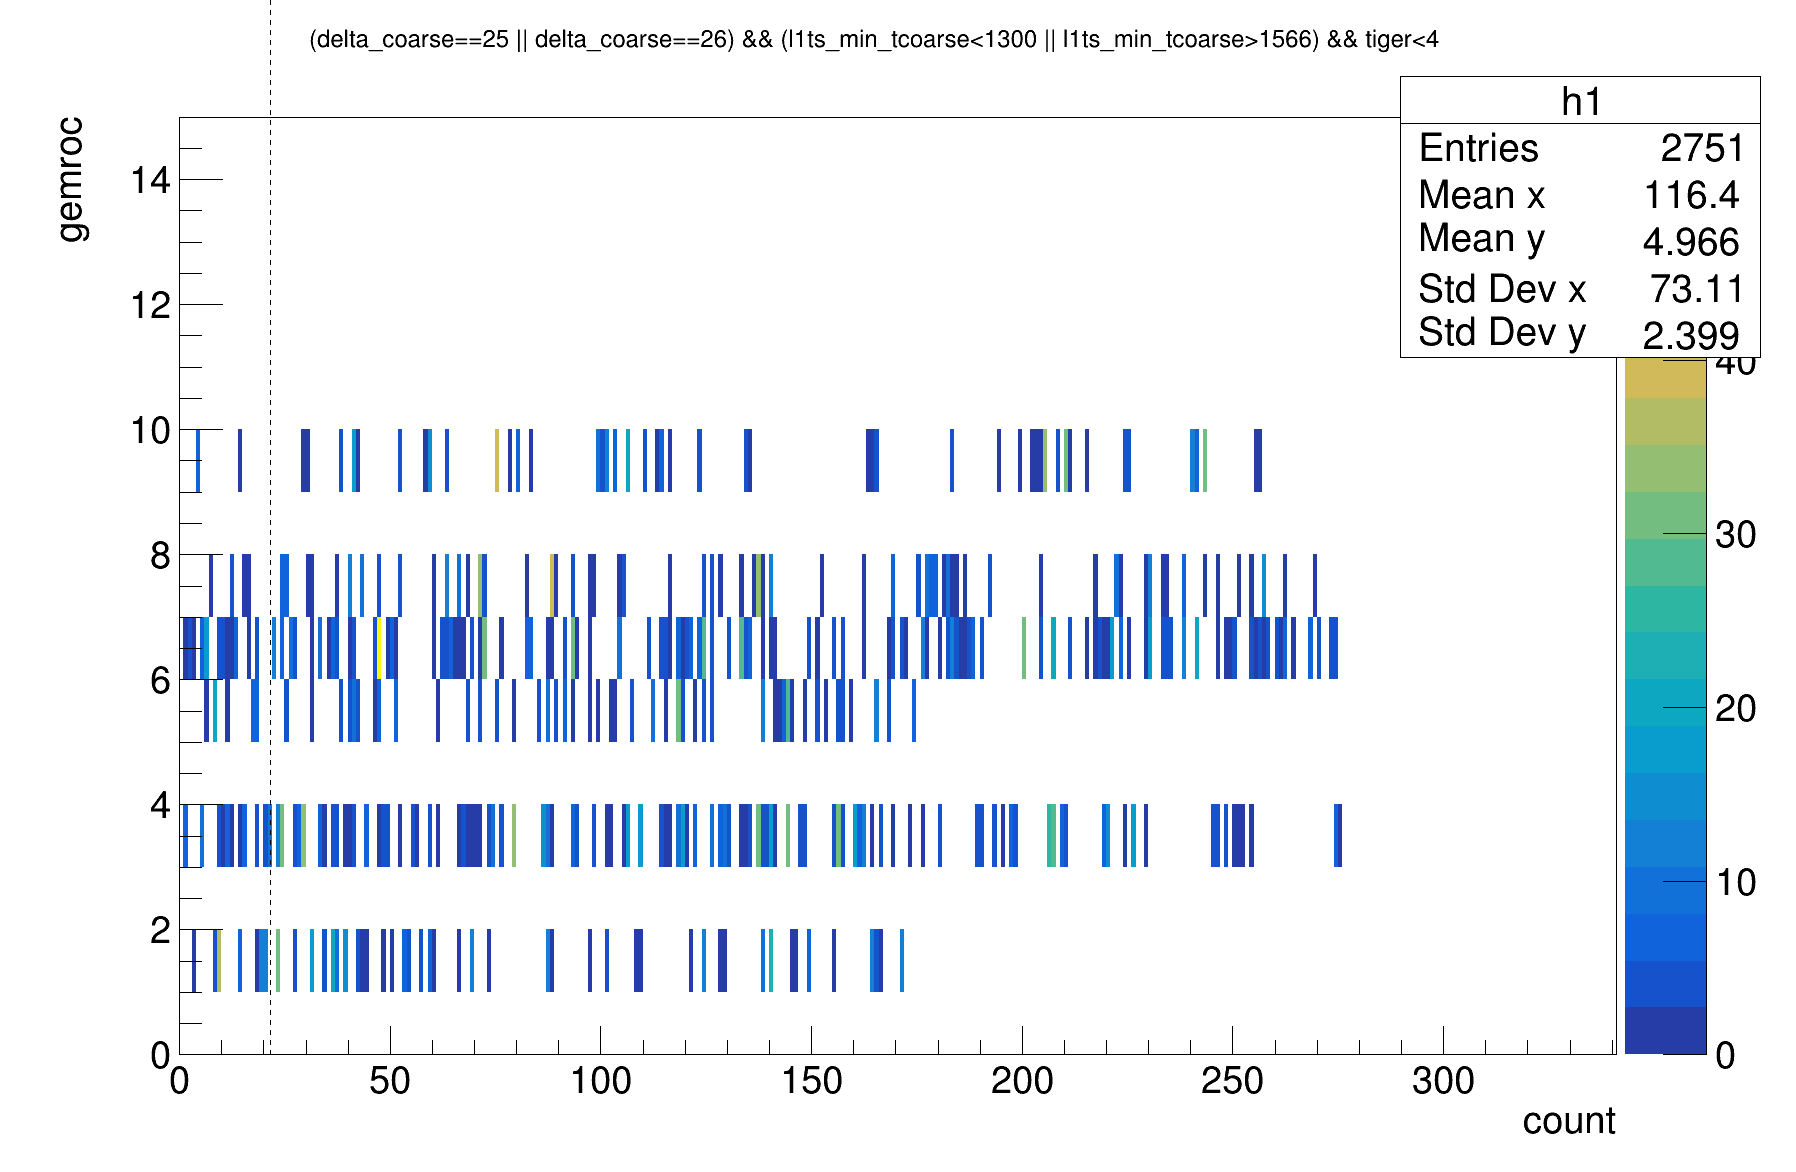 (delta_coarse==25 || delta_coarse==26) && (l1ts_min_tcoarse<1300 || l1ts_min_tcoarse>1566) && tiger<4
h1
Entries 2751
Mean x 116.4
Mean y 4.966
Std Dev x 73.11
Std Dev y 2.399
gemroc
14
12
10
8
6
4
2
0
40
30
20
10
0
0 50 100 150 200 250 300
count